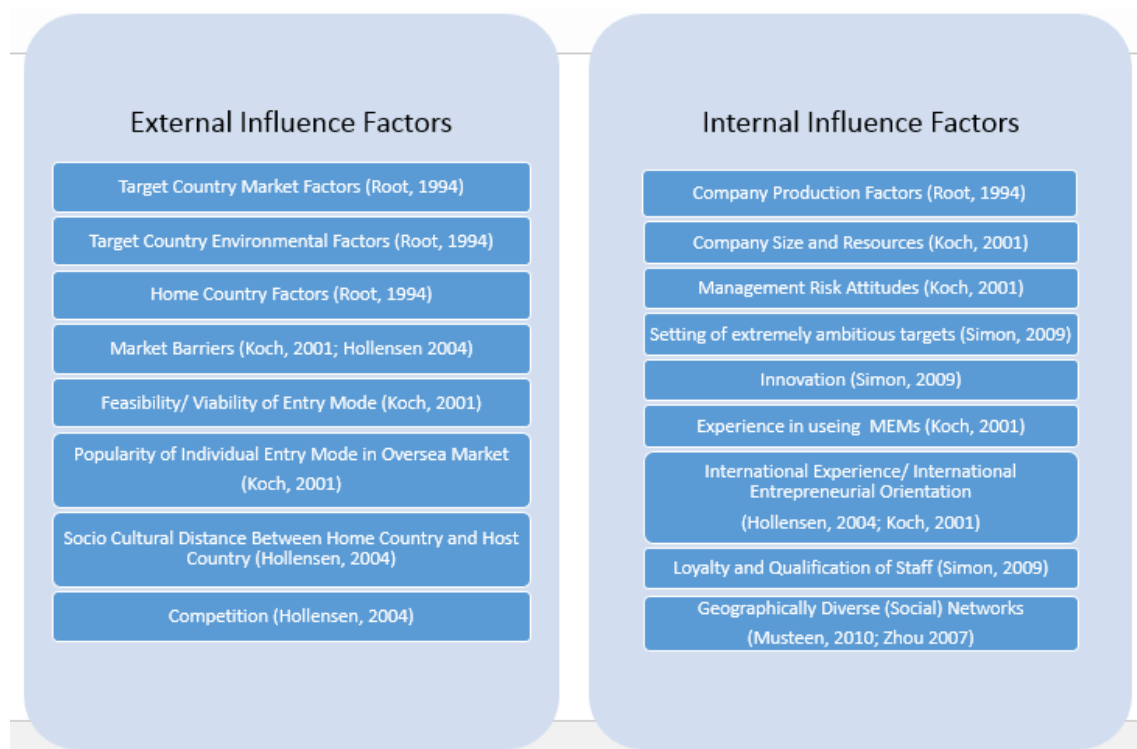 External Influence Factors
Target Country Market Factors (Root, 1994)
Target Country Environmental Factors (Root, 1994)
Home Country Factors (Root, 1994)
Market Barriers (Koch, 2001; Hollensen 2004)
Feasibility/ Viability of Entry Mode (Koch, 2001)
Popularity of Individual Entry Mode in Oversea Market
(Koch, 2001)
Socio Cultural Distance Between Home Country and Host
Country (Hollensen, 2004)
Competition (Hollensen, 2004)
Internal Influence Factors
Company Production Factors (Root, 1994)
Company Size and Resources (Koch, 2001)
Management Risk Attitudes (Koch, 2001)
Setting of extremely ambitious targets (Simon, 2009)
Innovation (Simon, 2009)
Experience in useing MEMs (Koch, 2001)
International Experience/ International
Entrepreneurial Orientation
(Hollensen, 2004; Koch, 2001)
Loyalty and Qualification of Staff (Simon, 2009)
Geographically Diverse (Social) Networks
(Musteen, 2010; Zhou 2007)